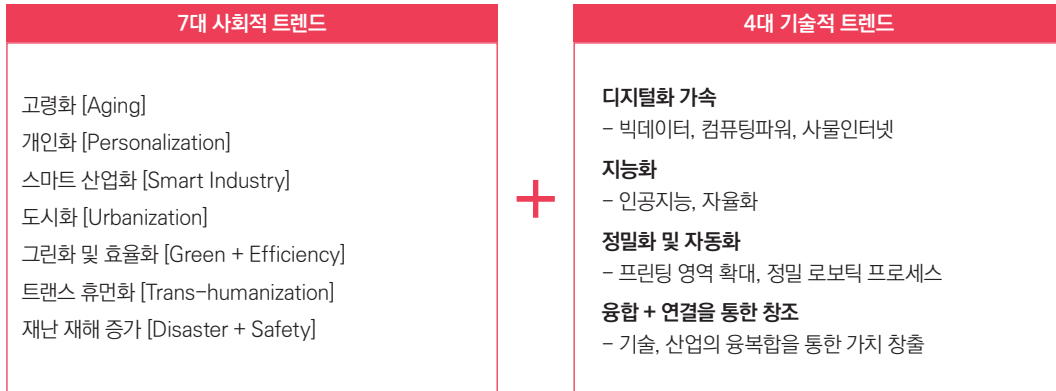 7대 사회적 트렌드
고령화 [Aging]
개인화 [Personalization]
스마트 산업화 [Smart Industry]
도시화 [Urbanization]
그린화 및 효율화 [Green + Efficiency]
트랜스 휴먼화 [Trans-humanization]
재난 재해 증가 [Disaster + Safety]
+
4대 기술적 트렌드
디지털화 가속
- 빅데이터, 컴퓨팅파워, 사물인터넷
지능화
- 인공지능, 자율화
정밀화 및 자동화
- 프린팅 영역 확대, 정밀 로보틱 프로세스
융합 + 연결을 통한 창조
- 기술, 산업의 융복합을 통한 가치 창출